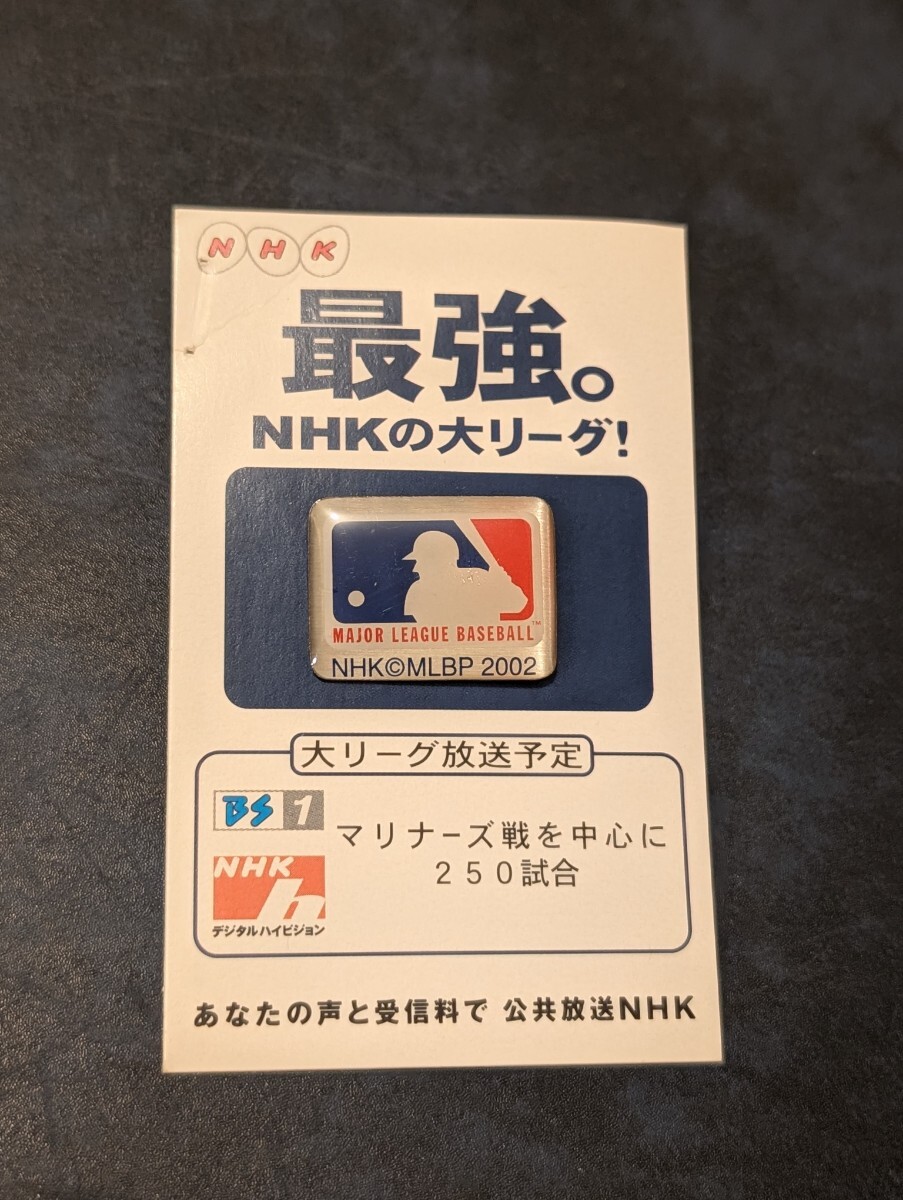 NHK
最強。
NHKの大リーグ!
MAJOR LEAGUE BASEBALL™
NHK©MLBP 2002
大リーグ放送予定
BS 1
マリナーズ戦を中心に
250試合
NHK h
デジタルハイビジョン
あなたの声と受信料で 公共放送NHK